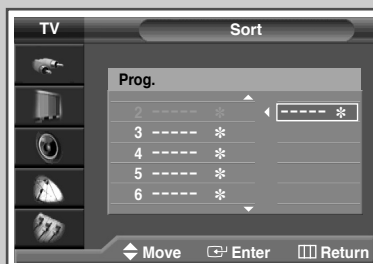 TV Sort
Prog.
2 ----- ✻ ----- ✻
3 ----- ✻
4 ----- ✻
5 ----- ✻
6 ----- ✻
Move Enter Return